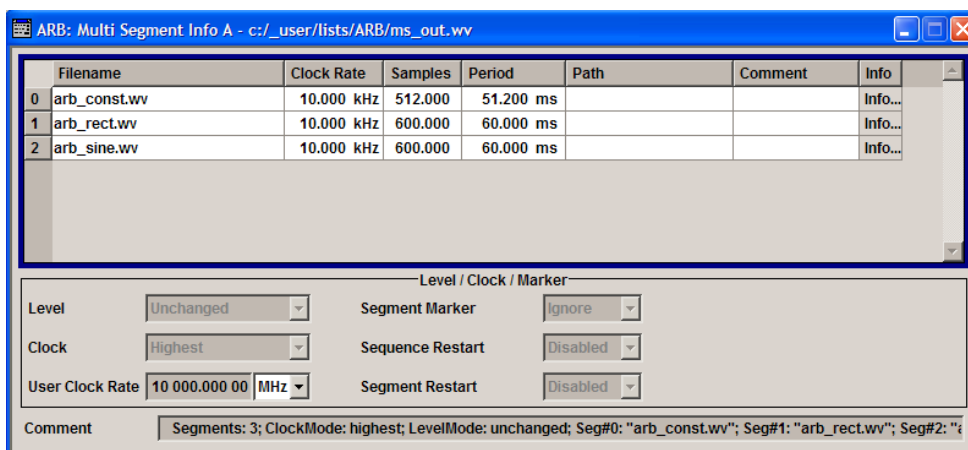 ARB: Multi Segment Info A - c:/_user/lists/ARB/ms_out.wv
Filename Clock Rate Samples Period Path Comment Info
0 arb_const.wv 10.000 kHz 512.000 51.200 ms Info...
1 arb_rect.wv 10.000 kHz 600.000 60.000 ms Info...
2 arb_sine.wv 10.000 kHz 600.000 60.000 ms Info...
Level / Clock / Marker
Level Unchanged Segment Marker Ignore
Clock Highest Sequence Restart Disabled
User Clock Rate 10 000.000 00 MHz Segment Restart Disabled
Comment Segments: 3; ClockMode: highest; LevelMode: unchanged; Seg#0: "arb_const.wv"; Seg#1: "arb_rect.wv"; Seg#2: "